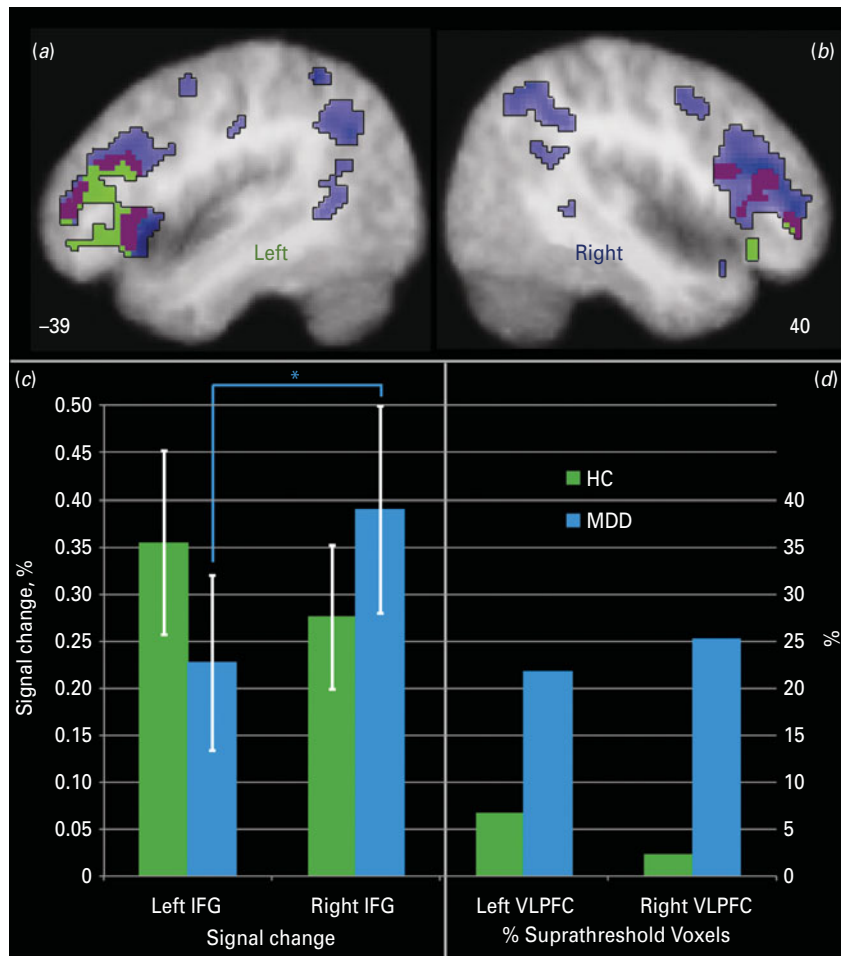 (a)
(b)
Left
Right
–39
40
(c)
(d)
*
0.50
0.45
0.40
0.35
0.30
0.25
0.20
0.15
0.10
0.05
0
Signal change, %
HC
MDD
40
35
30
25
20
15
10
5
0
%
Left IFG
Right IFG
Left VLPFC
Right VLPFC
Signal change
% Suprathreshold Voxels